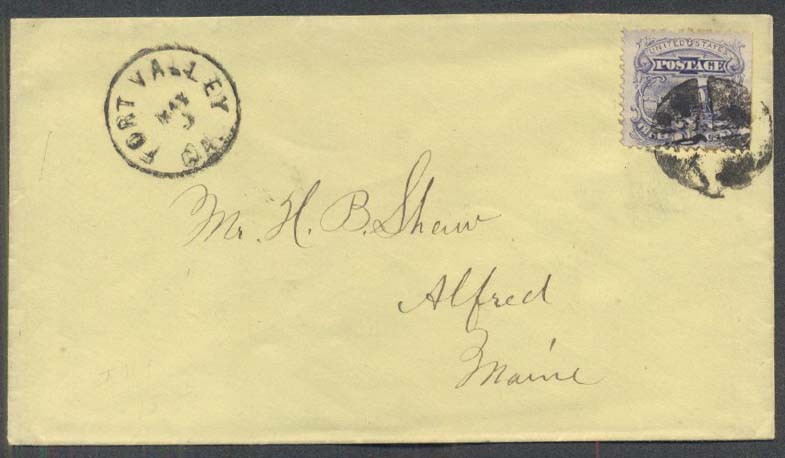 FORT VALLEY
MAY
GA.
UNITED STATES
POSTAGE
Mr. H. B. Shaw
Alfred
Maine